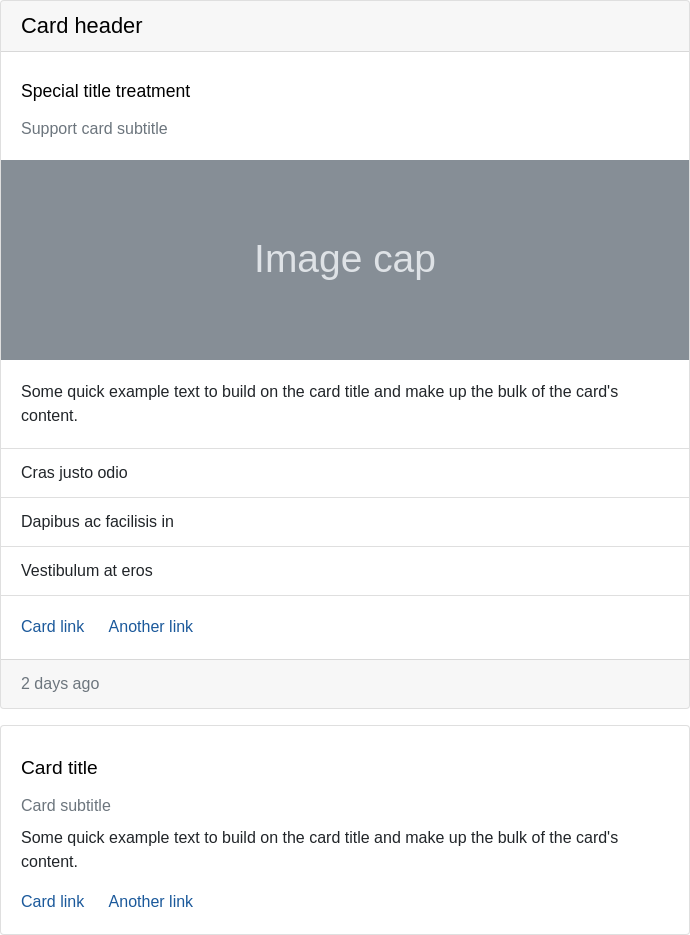 Card header
Special title treatment
Support card subtitle
Image cap
Some quick example text to build on the card title and make up the bulk of the card's
content.
Cras justo odio
Dapibus ac facilisis in
Vestibulum at eros
Card link Another link
2 days ago
Card title
Card subtitle
Some quick example text to build on the card title and make up the bulk of the card's
content.
Card link Another link